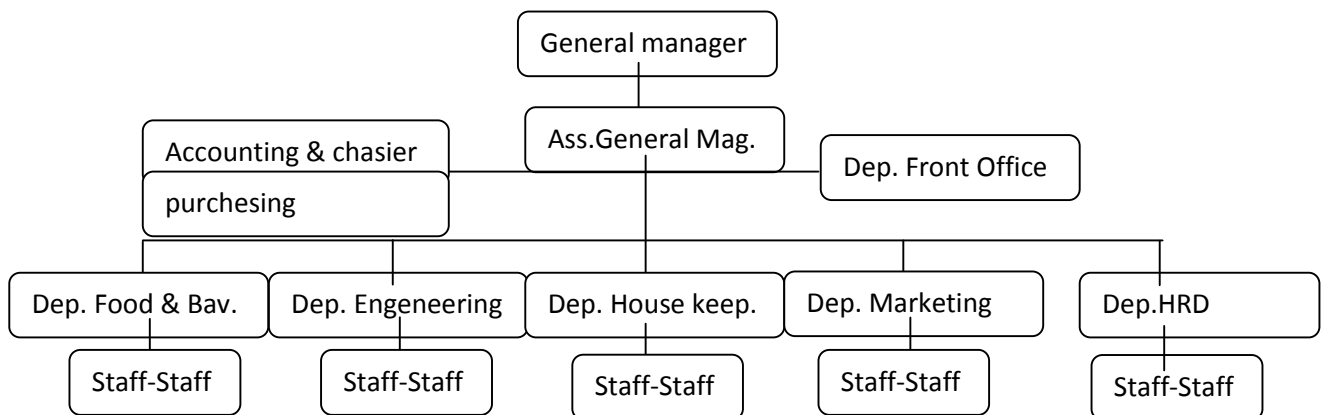 General manager
Ass.General Mag.
Accounting & chasier
purchesing
Dep. Front Office
Dep. Food & Bav.
Dep. Engeneering
Dep. House keep.
Dep. Marketing
Dep.HRD
Staff-Staff
Staff-Staff
Staff-Staff
Staff-Staff
Staff-Staff